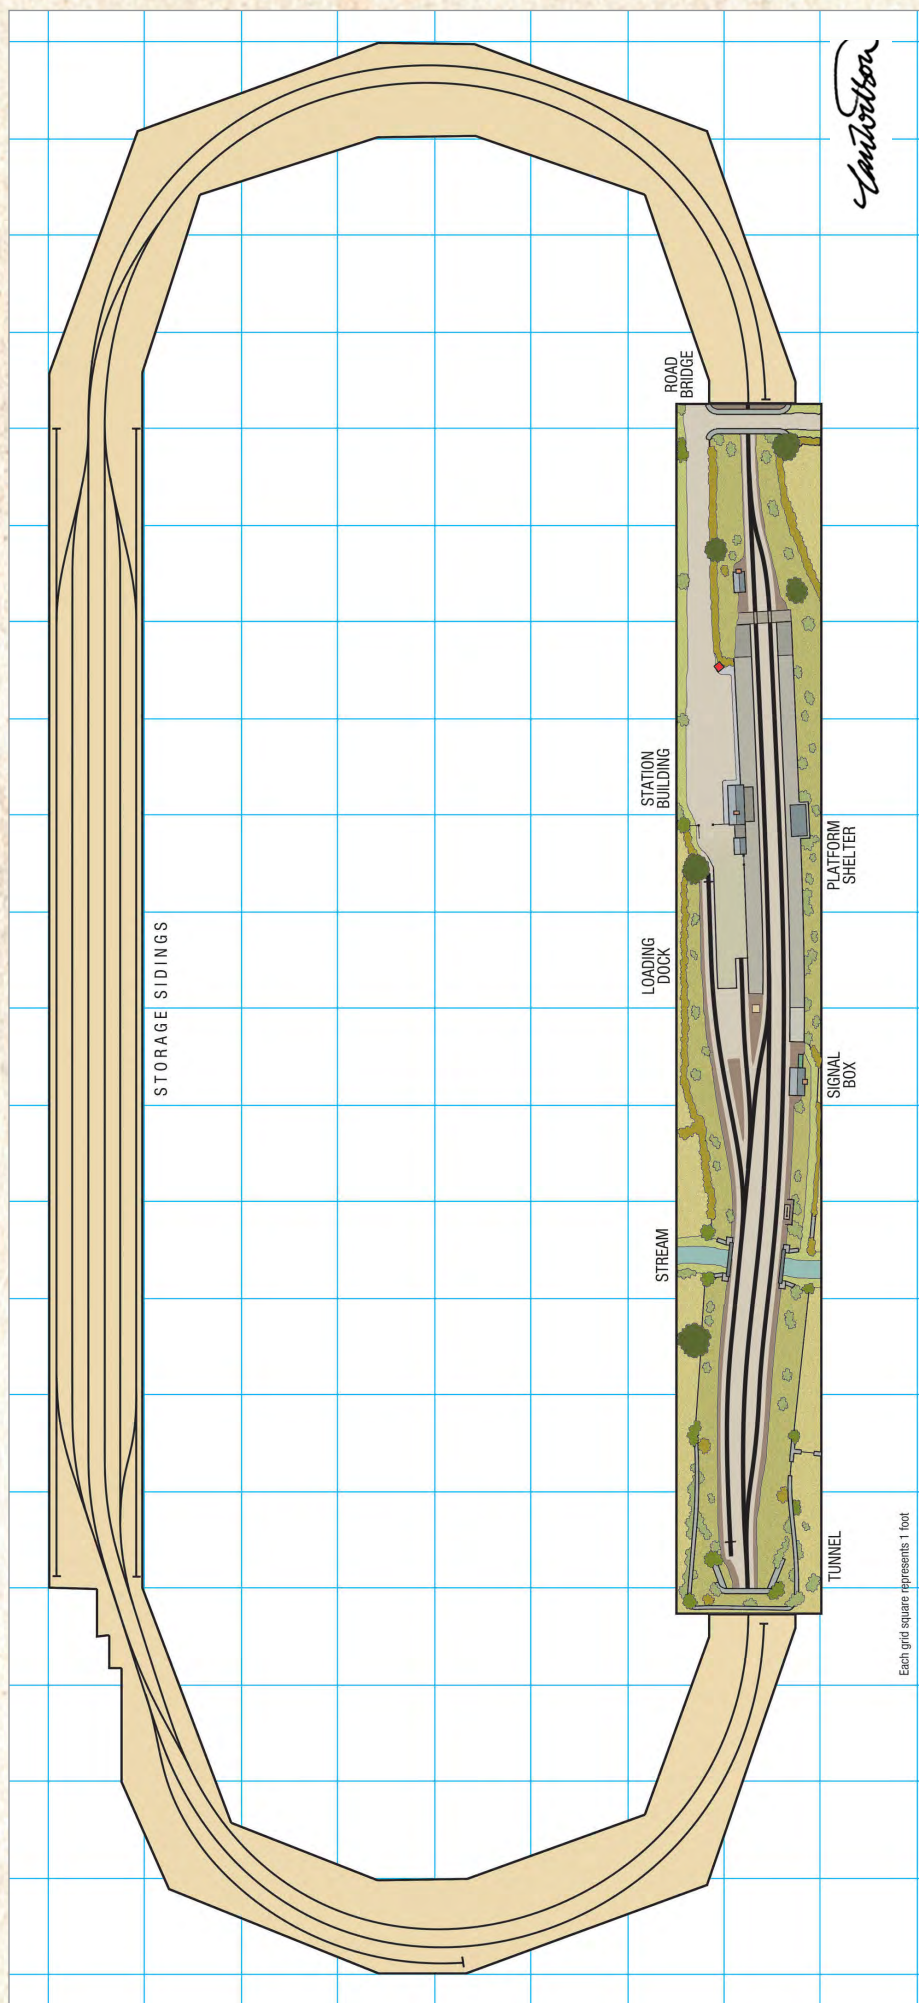 ROAD
BRIDGE
STATION
BUILDING
PLATFORM
SHELTER
LOADING
DOCK
STORAGE SIDINGS
SIGNAL
BOX
STREAM
TUNNEL
Each grid square represents 1 foot